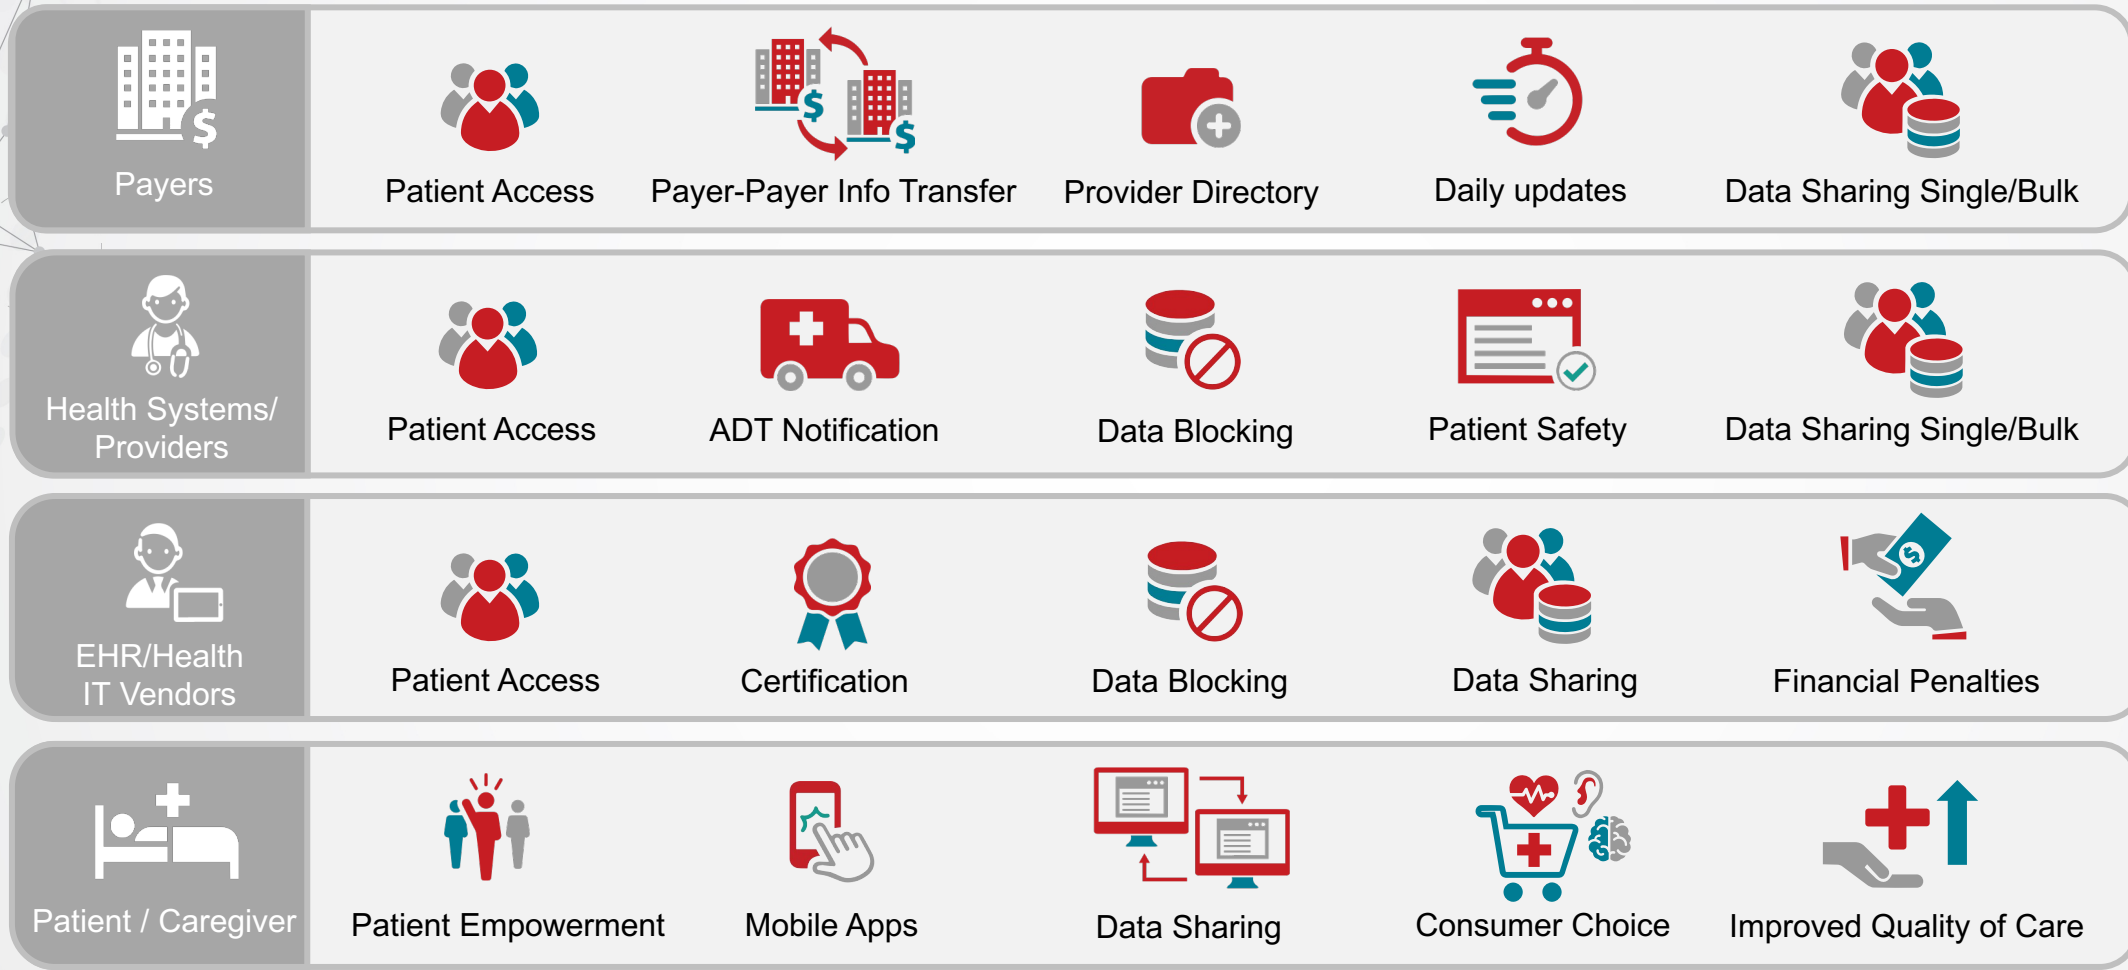 Payers
Patient Access
Payer-Payer Info Transfer
Provider Directory
Daily updates
Data Sharing Single/Bulk
Health Systems/
Providers
Patient Access
ADT Notification
Data Blocking
Patient Safety
Data Sharing Single/Bulk
EHR/Health
IT Vendors
Patient Access
Certification
Data Blocking
Data Sharing
Financial Penalties
Patient / Caregiver
Patient Empowerment
Mobile Apps
Data Sharing
Consumer Choice
Improved Quality of Care